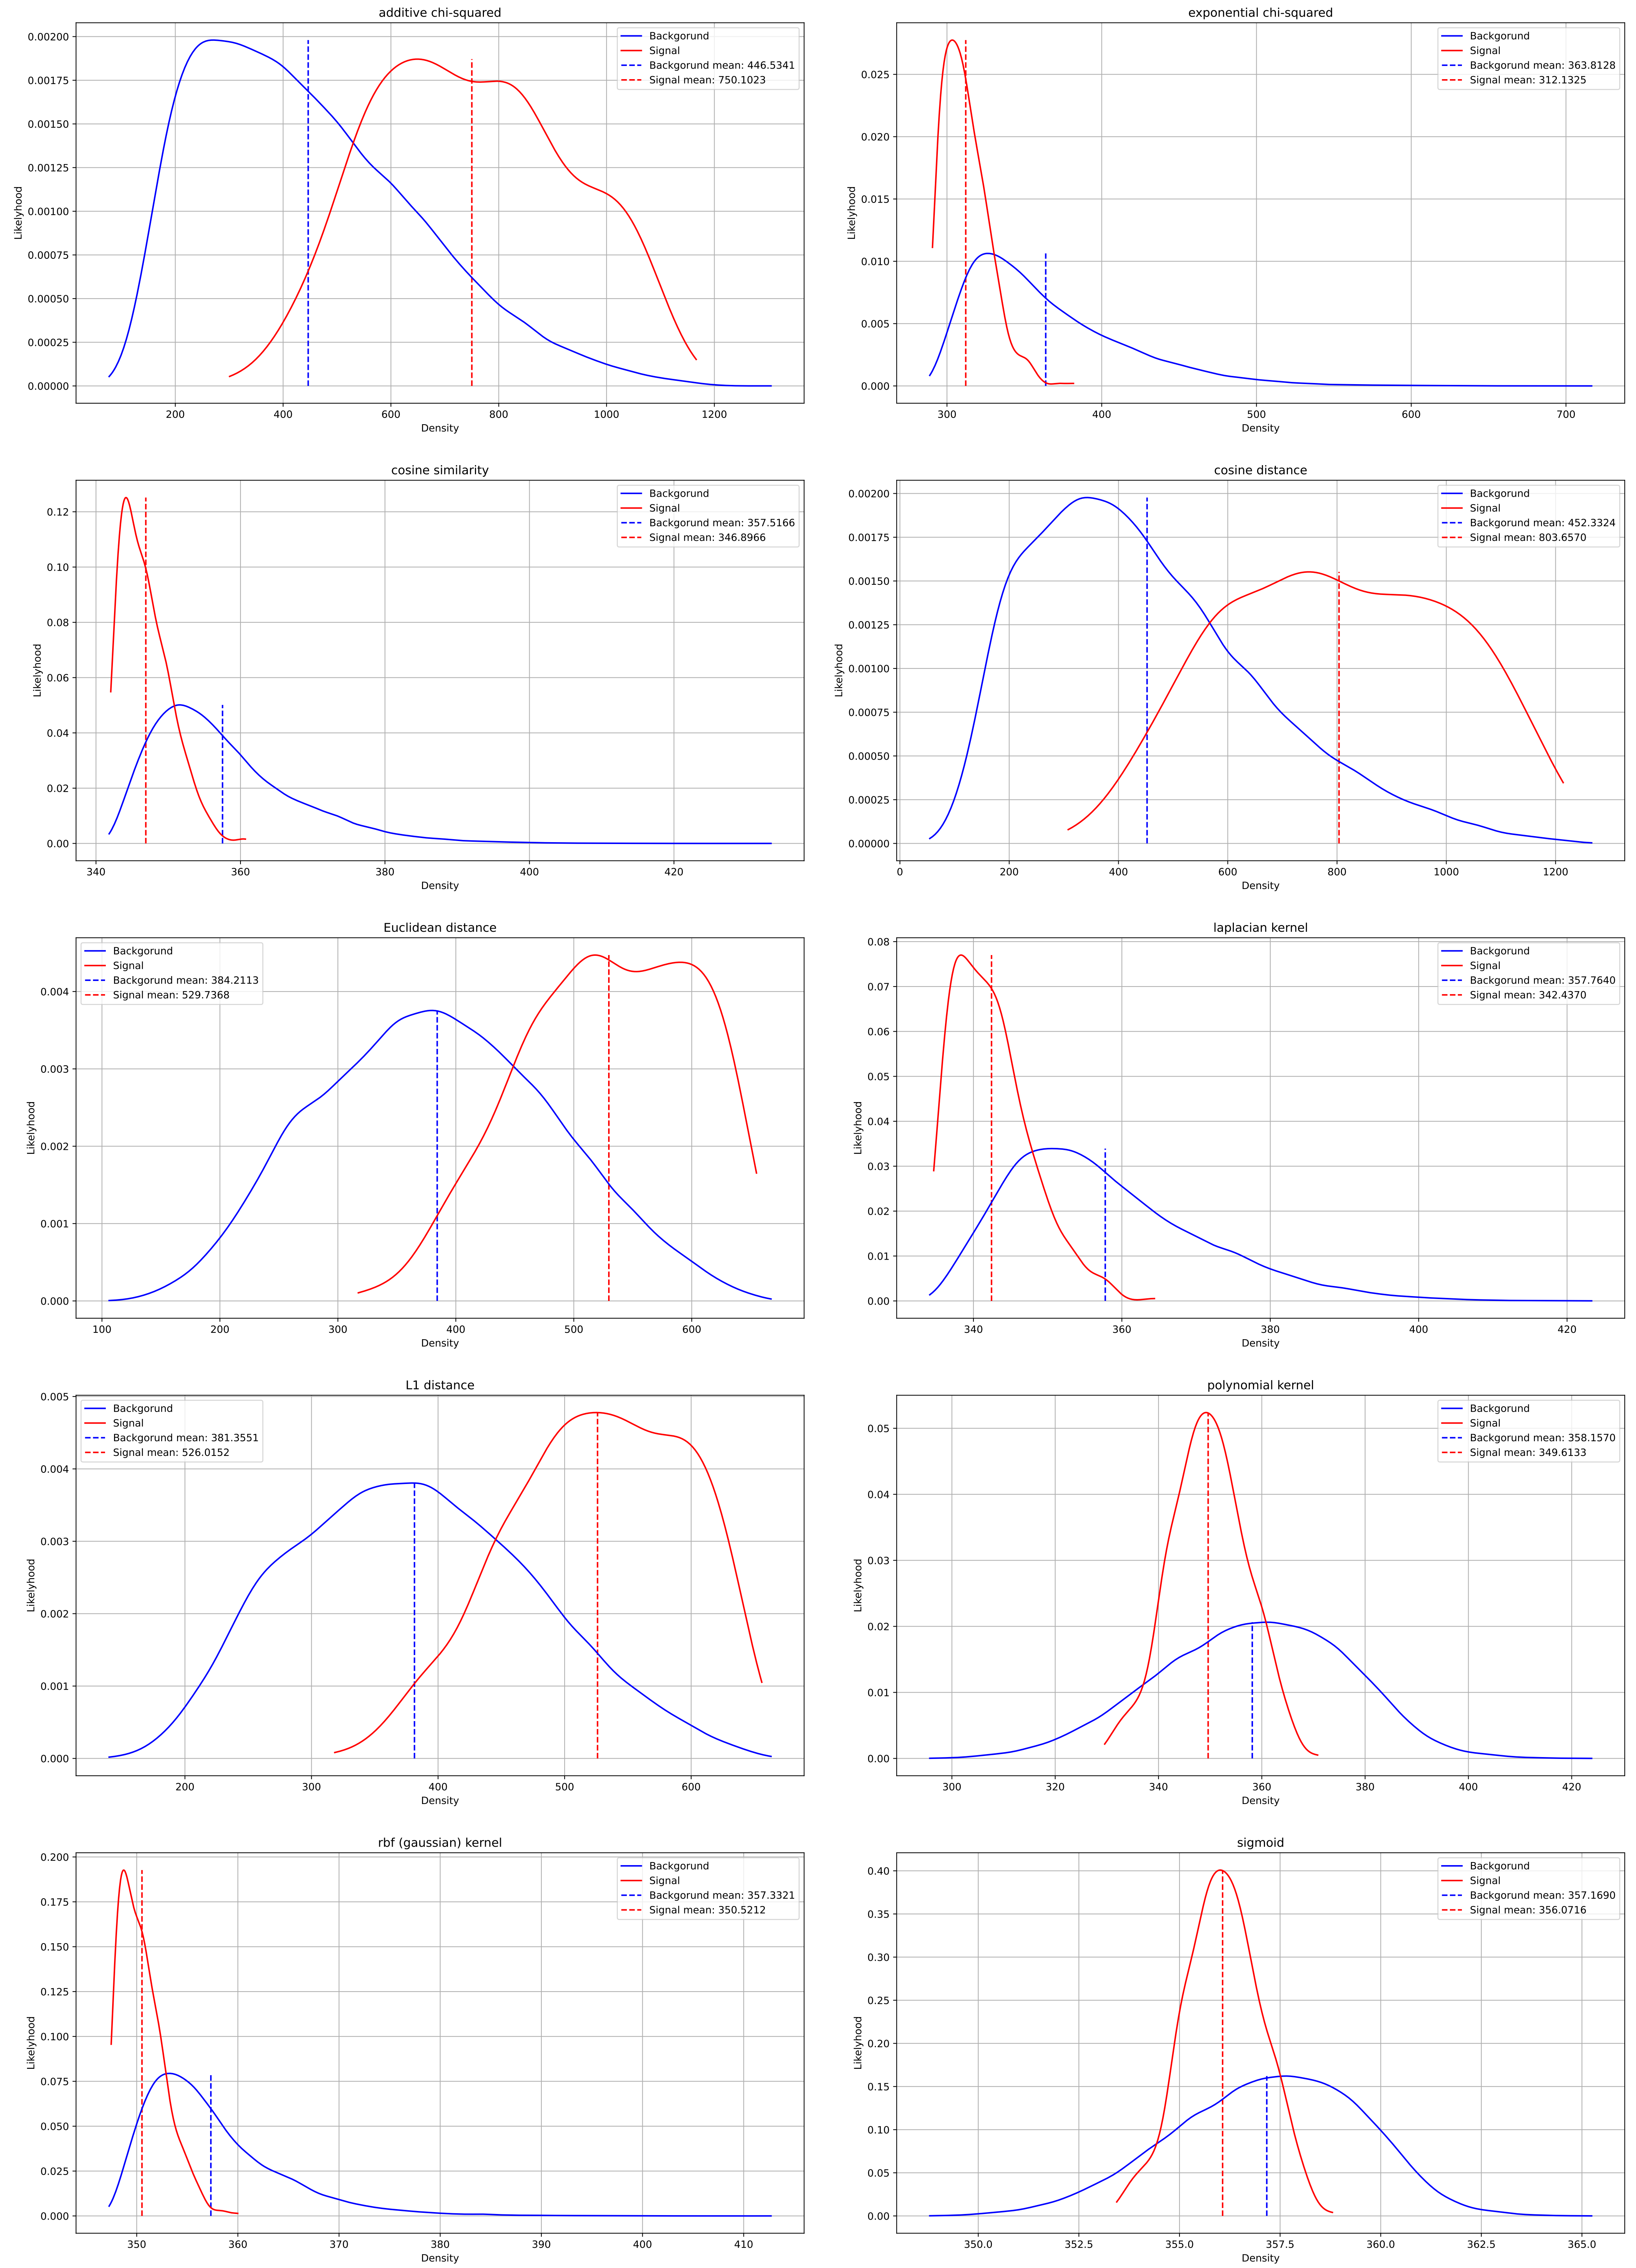 additive chi-squared
0.00200
0.00175
0.00150
0.00125
0.00100
0.00075
0.00050
0.00025
0.00000
Likelyhood
200 400 600 800 1000 1200
Density
Backgorund
Signal
Backgorund mean: 446.5341
Signal mean: 750.1023
exponential chi-squared
0.025
0.020
0.015
0.010
0.005
0.000
Likelyhood
300 400 500 600 700
Density
Backgorund
Signal
Backgorund mean: 363.8128
Signal mean: 312.1325
cosine similarity
0.12
0.10
0.08
0.06
0.04
0.02
0.00
Likelyhood
340 360 380 400 420
Density
Backgorund
Signal
Backgorund mean: 357.5166
Signal mean: 346.8966
cosine distance
0.00200
0.00175
0.00150
0.00125
0.00100
0.00075
0.00050
0.00025
0.00000
Likelyhood
0 200 400 600 800 1000 1200
Density
Backgorund
Signal
Backgorund mean: 452.3324
Signal mean: 803.6570
Euclidean distance
0.004
0.003
0.002
0.001
0.000
Likelyhood
100 200 300 400 500 600
Density
Backgorund
Signal
Backgorund mean: 384.2113
Signal mean: 529.7368
laplacian kernel
0.08
0.07
0.06
0.05
0.04
0.03
0.02
0.01
0.00
Likelyhood
340 360 380 400 420
Density
Backgorund
Signal
Backgorund mean: 357.7640
Signal mean: 342.4370
L1 distance
0.005
0.004
0.003
0.002
0.001
0.000
Likelyhood
200 300 400 500 600
Density
Backgorund
Signal
Backgorund mean: 381.3551
Signal mean: 526.0152
polynomial kernel
0.05
0.04
0.03
0.02
0.01
0.00
Likelyhood
300 320 340 360 380 400 420
Density
Backgorund
Signal
Backgorund mean: 358.1570
Signal mean: 349.6133
rbf (gaussian) kernel
0.200
0.175
0.150
0.125
0.100
0.075
0.050
0.025
0.000
Likelyhood
350 360 370 380 390 400 410
Density
Backgorund
Signal
Backgorund mean: 357.3321
Signal mean: 350.5212
sigmoid
0.40
0.35
0.30
0.25
0.20
0.15
0.10
0.05
0.00
Likelyhood
350.0 352.5 355.0 357.5 360.0 362.5 365.0
Density
Backgorund
Signal
Backgorund mean: 357.1690
Signal mean: 356.0716